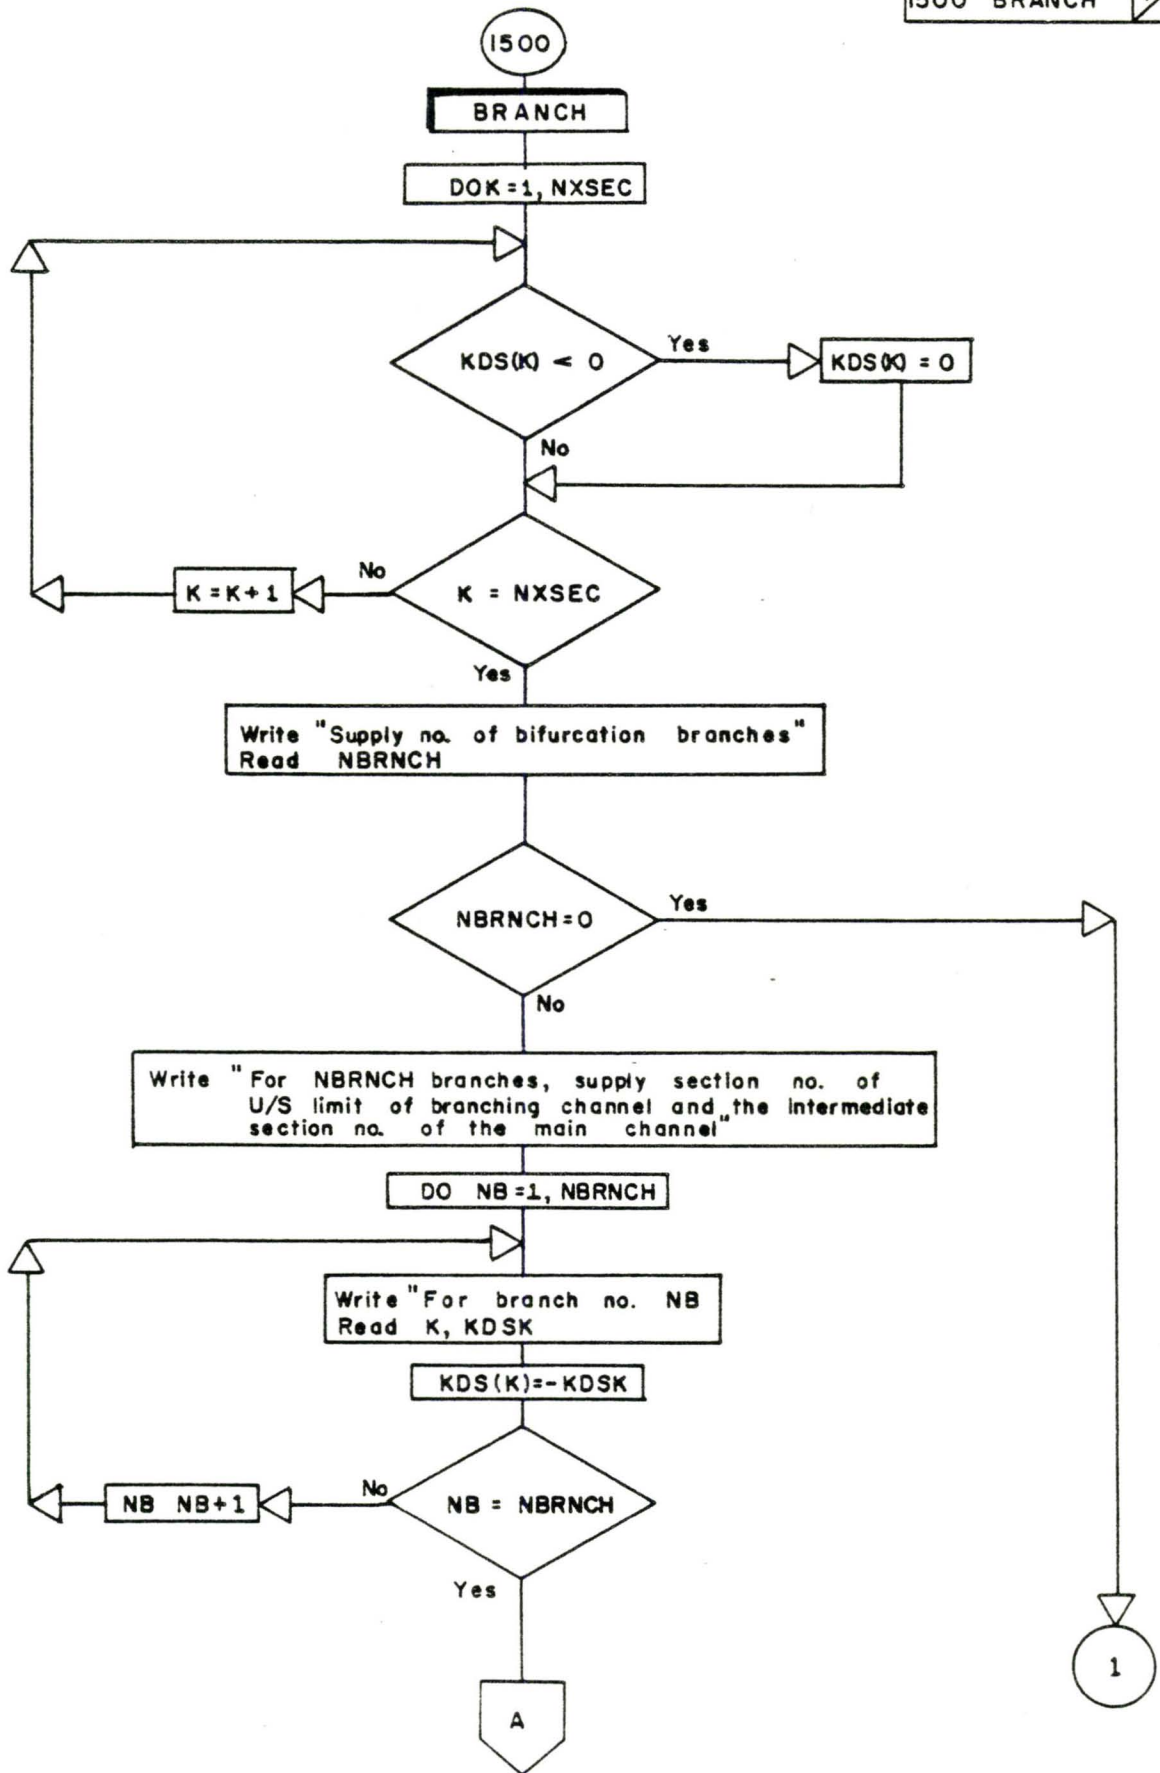 1500 BRANCH
1500
BRANCH
DOK=1, NXSEC
KDS(K) < 0
Yes
KDS(K) = 0
No
No
K = K+1
K = NXSEC
Yes
Write "Supply no. of bifurcation branches"
Read NBRNCH
NBRNCH=0
Yes
No
Write "For NBRNCH branches, supply section no. of
U/S limit of branching channel and the intermediate
section no. of the main channel"
DO NB=1, NBRNCH
Write "For branch no. NB
Read K, KDSK
KDS(K)=-KDSK
No
NB NB+1
NB = NBRNCH
Yes
1
A